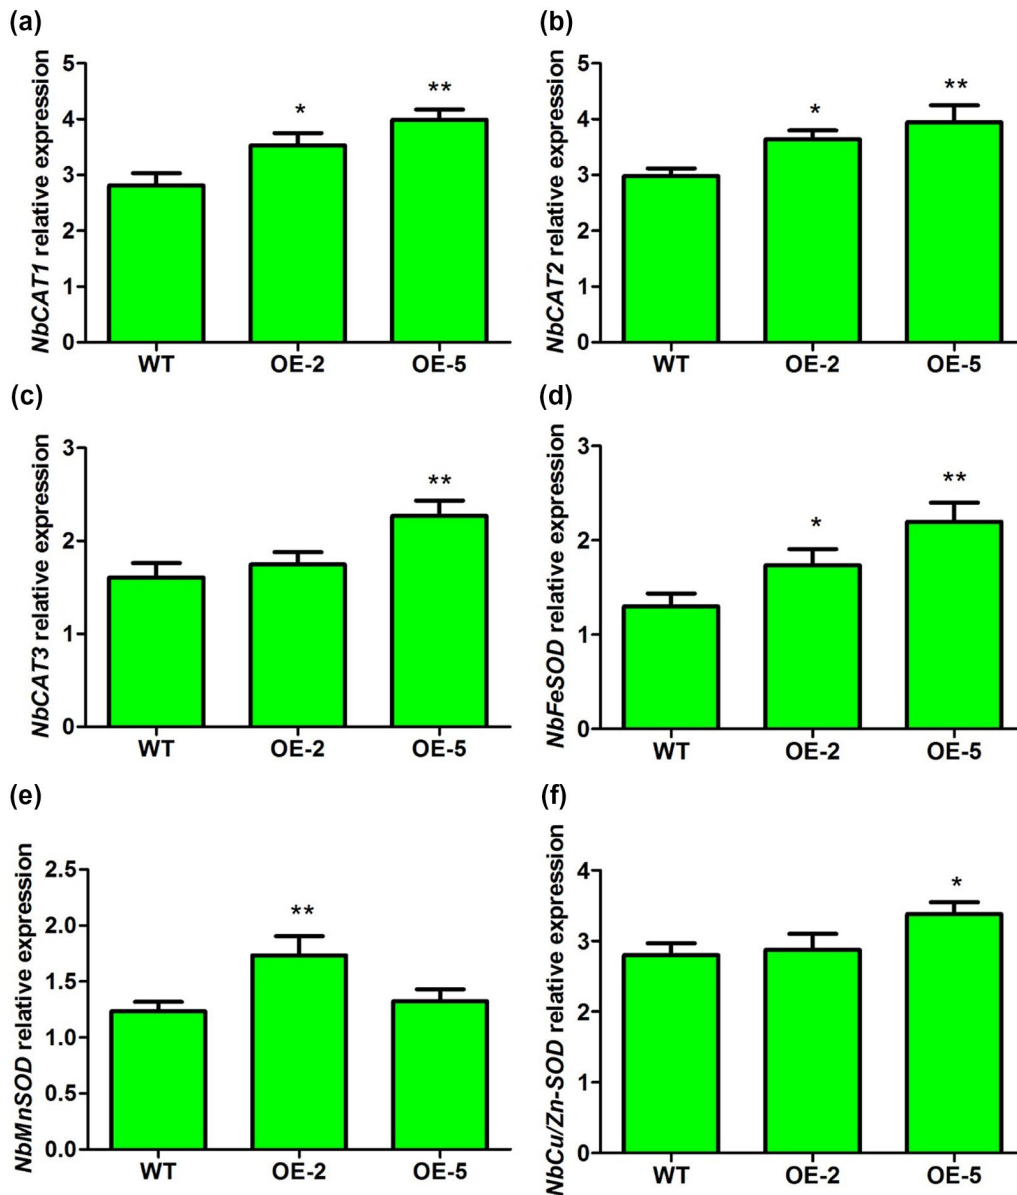 (a)
NbCAT1 relative expression
5
4
3
2
1
0
*
**
WT OE-2 OE-5
(b)
NbCAT2 relative expression
5
4
3
2
1
0
*
**
WT OE-2 OE-5
(c)
NbCAT3 relative expression
3
2
1
0
**
WT OE-2 OE-5
(d)
NbFeSOD relative expression
3
2
1
0
*
**
WT OE-2 OE-5
(e)
NbMnSOD relative expression
2.5
2.0
1.5
1.0
0.5
0.0
**
WT OE-2 OE-5
(f)
NbCu/Zn-SOD relative expression
4
3
2
1
0
*
WT OE-2 OE-5